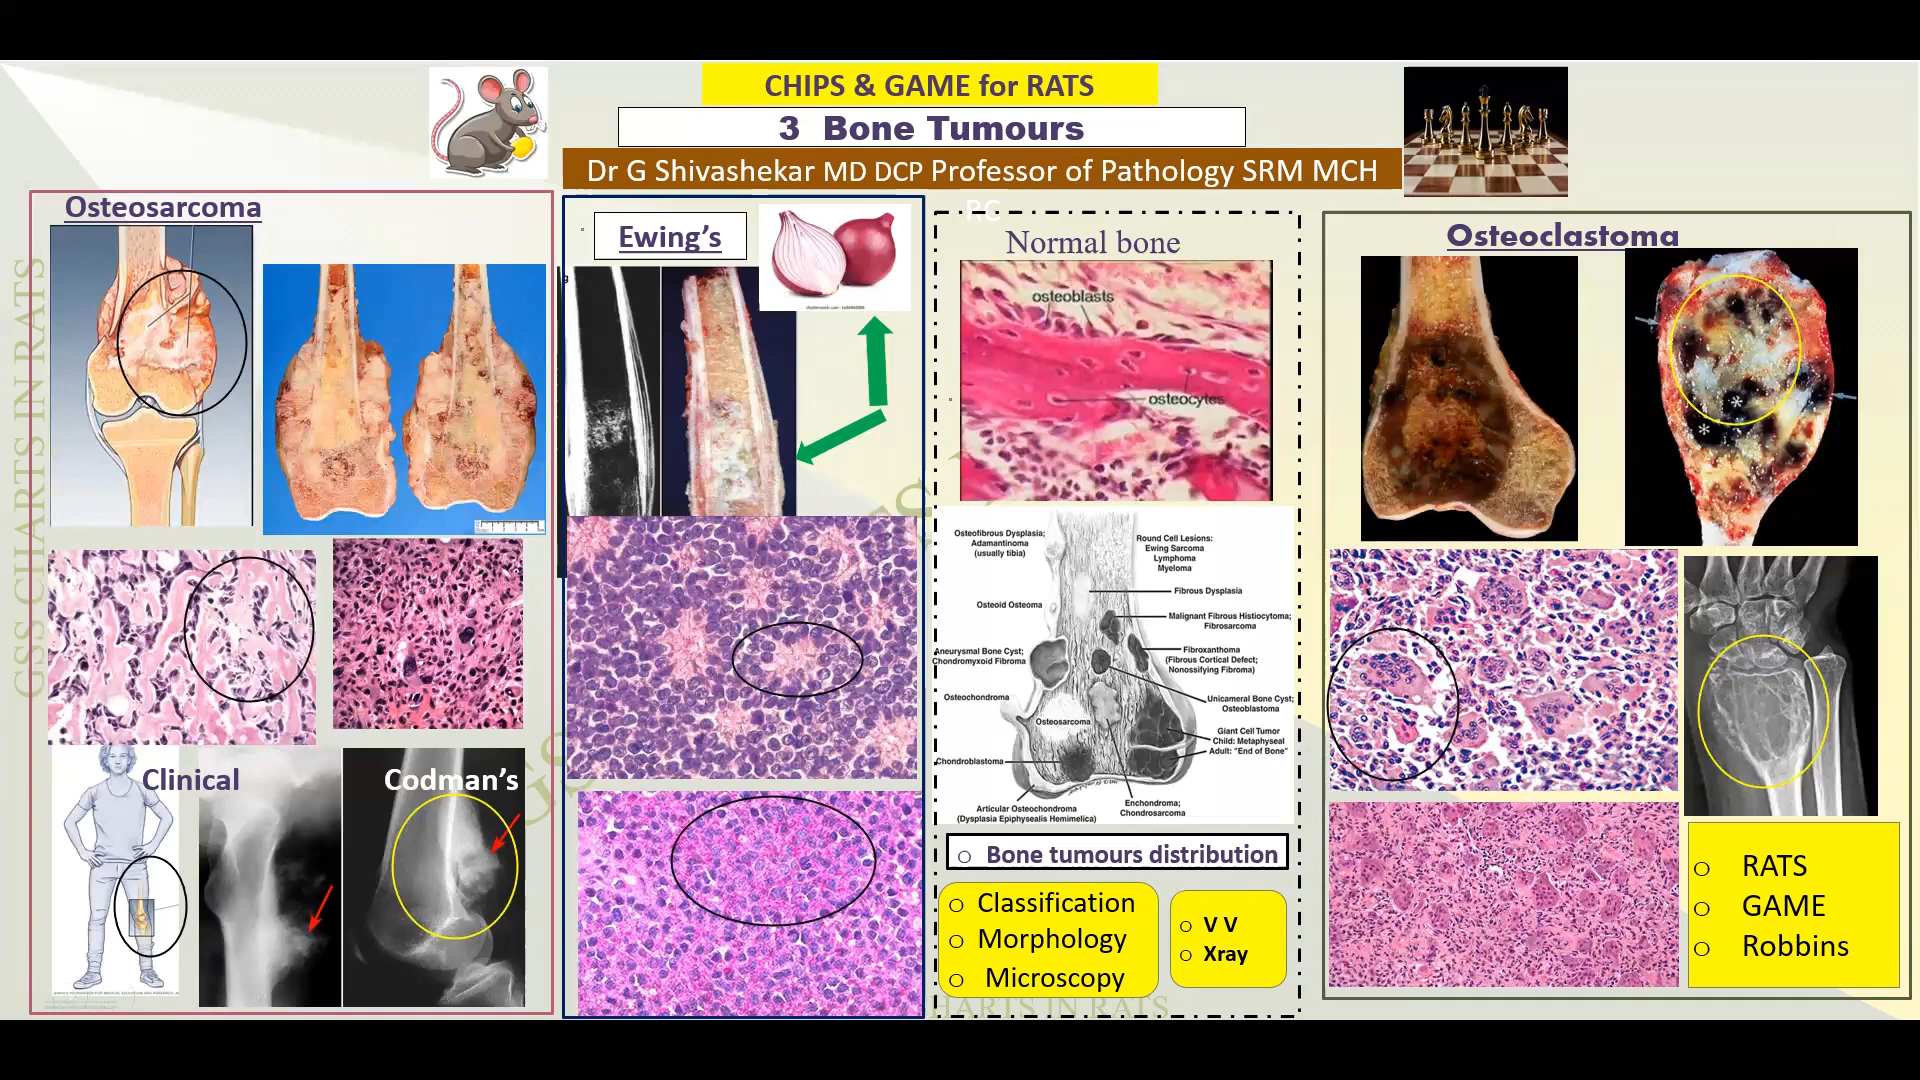 CHIPS & GAME for RATS
3 Bone Tumours
Dr G Shivashekar MD DCP Professor of Pathology SRM MCH
RC
GSS CHARTS IN RATS
Osteosarcoma
Clinical
Codman's
Ewing's
Normal bone
osteoblasts
osteocytes
Osteofibrous Dysplasia;
Adamantinoma
(usually tibia)
Round Cell Lesions:
Ewing Sarcoma
Lymphoma
Myeloma
Fibrous Dysplasia
Osteoid Osteoma
Malignant Fibrous Histiocytoma;
Fibrosarcoma
Aneurysmal Bone Cyst;
Chondromyxoid Fibroma
Fibroxanthoma
(Fibrous Cortical Defect;
Nonossifying Fibroma)
Osteochondroma
Unicameral Bone Cyst;
Osteoblastoma
Osteosarcoma
Giant Cell Tumor
Child: Metaphyseal
Adult: "End of Bone"
Chondroblastoma
Articular Osteochondroma
(Dysplasia Epiphysealis Hemimelica)
Enchondroma;
Chondrosarcoma
Bone tumours distribution
Classification
Morphology
Microscopy
V V
Xray
HARTS IN RATS
Osteoclastoma
RATS
GAME
Robbins